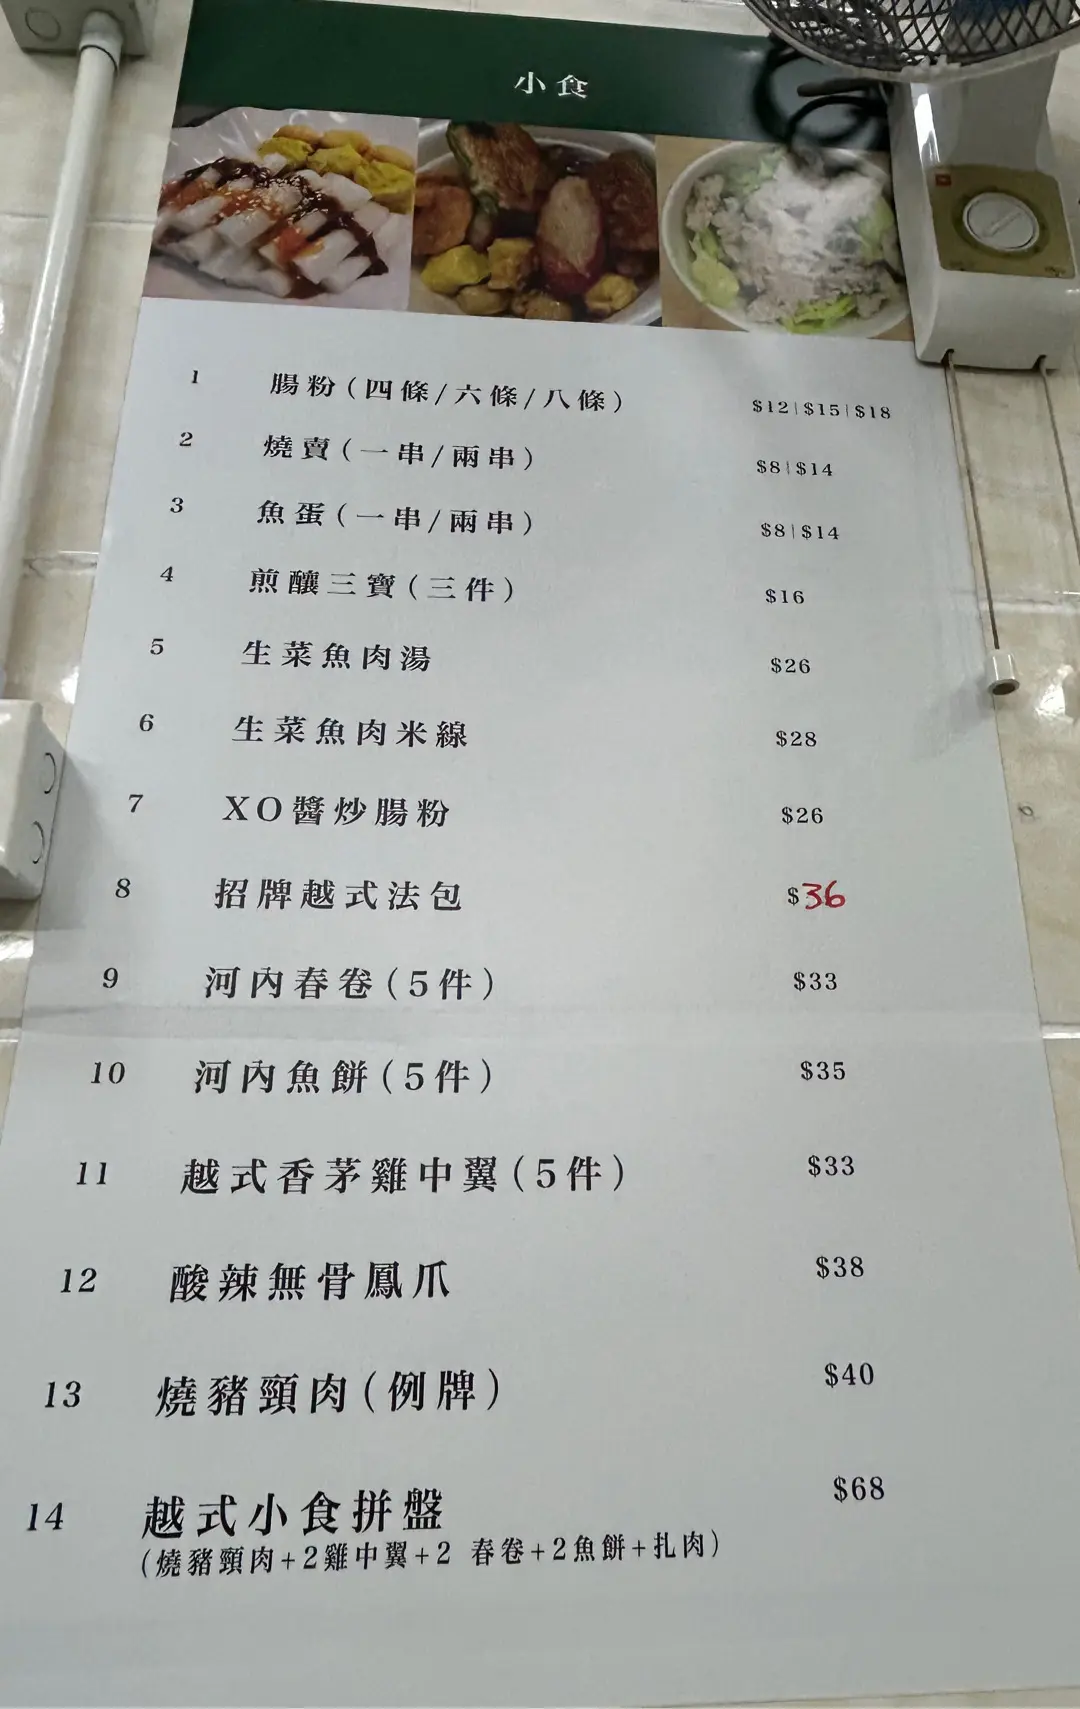 小食
1 腸粉(四條/六條/八條) $12|$15|$18
2 燒賣(一串/兩串) $8|$14
3 魚蛋(一串/兩串) $8|$14
4 煎釀三寶(三件) $16
5 生菜魚肉湯 $26
6 生菜魚肉米線 $28
7 XO醬炒腸粉 $26
8 招牌越式法包 $36
9 河內春卷(5件) $33
10 河內魚餅(5件) $35
11 越式香茅雞中翼(5件) $33
12 酸辣無骨鳳爪 $38
13 燒豬頸肉(例牌) $40
14 越式小食拼盤 $68
(燒豬頸肉+2雞中翼+2 春卷+2魚餅+扎肉)